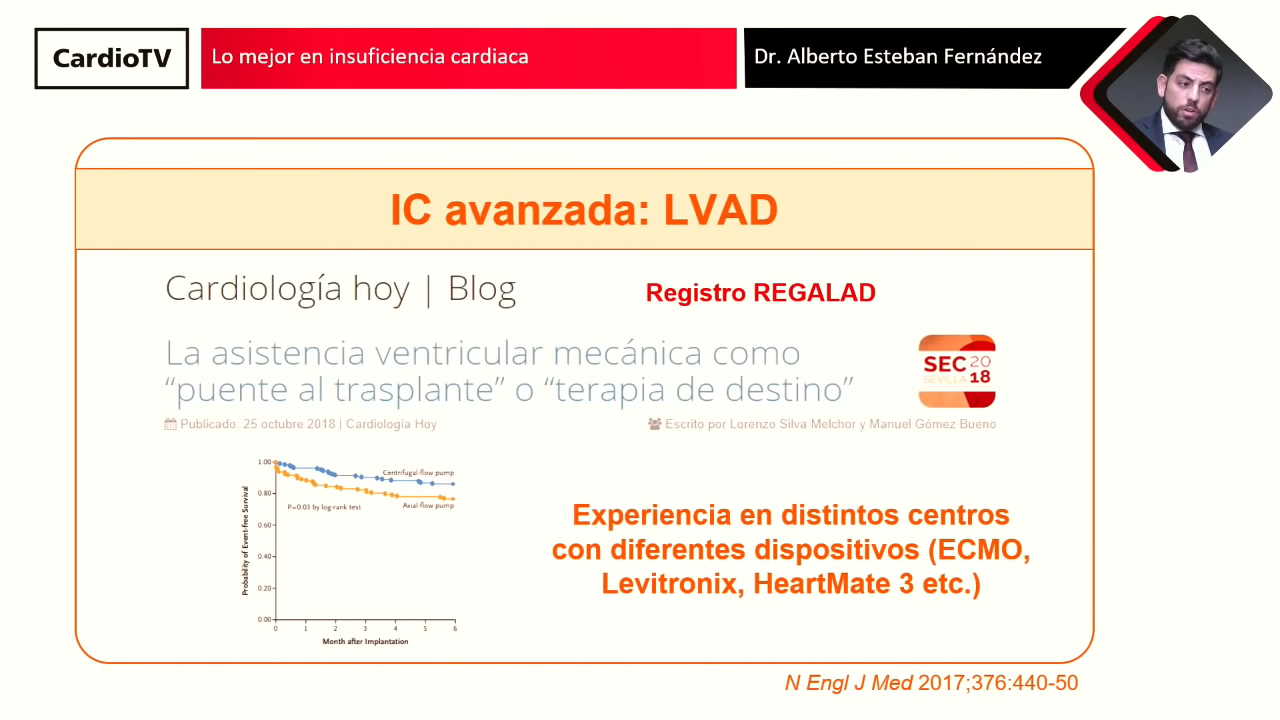 CardioTV
Lo mejor en insuficiencia cardiaca
Dr. Alberto Esteban Fernández
IC avanzada: LVAD
Cardiología hoy | Blog
Registro REGALAD
La asistencia ventricular mecánica como
“puente al trasplante” o “terapia de destino”
SEC 20
SEVILLA 18
Publicado: 25 octubre 2018 | Cardiología Hoy
Escrito por Lorenzo Silva Melchor y Manuel Gómez Bueno
Probability of Event-free Survival
1.00
0.80
0.60
0.40
0.20
0.00
Centrifugal-flow pump
P=0.03 by log-rank test
Axial-flow pump
0 1 2 3 4 5 6
Month after Implantation
Experiencia en distintos centros
con diferentes dispositivos (ECMO,
Levitronix, HeartMate 3 etc.)
N Engl J Med 2017;376:440-50